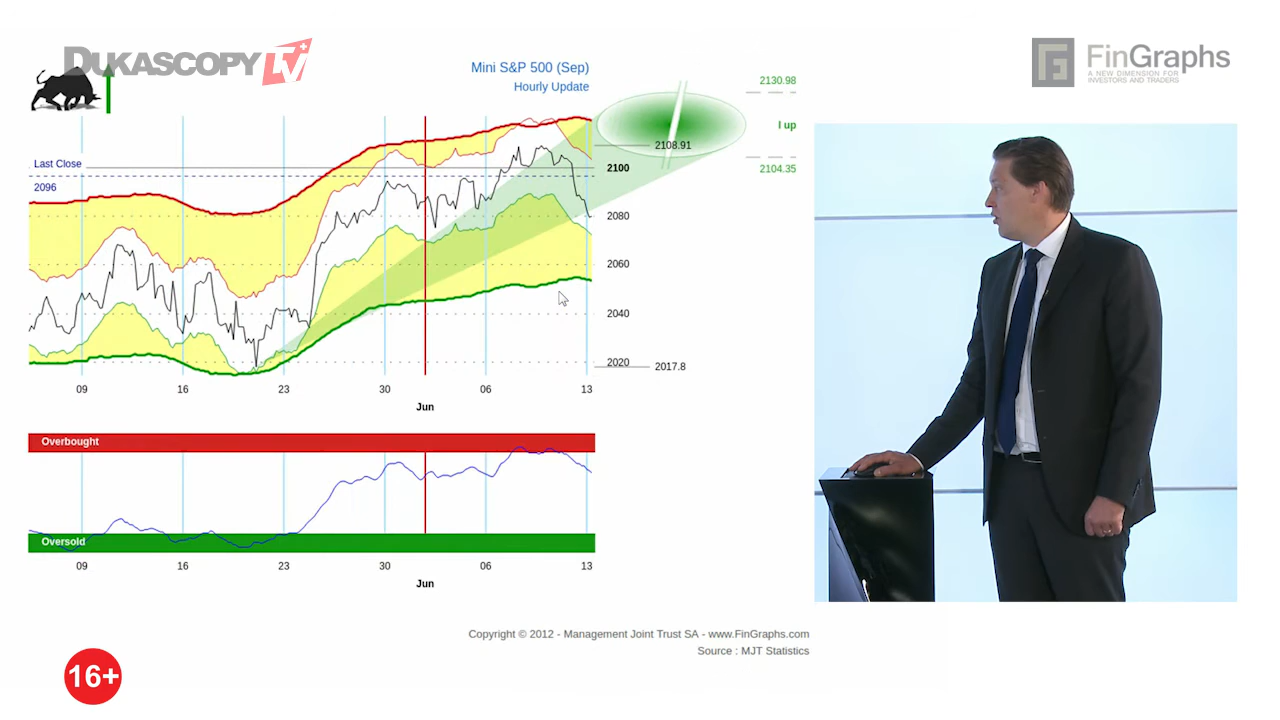 DUKASCOPY TV
FinGraphs
A NEW DIMENSION FOR
INVESTORS AND TRADERS
Mini S&P 500 (Sep)
Hourly Update
2130.98
I up
2108.91
2104.35
Last Close
2096
2100
2080
2060
2040
2020
2017.8
09
16
23
30
06
13
Jun
Overbought
Oversold
09
16
23
30
06
13
Jun
Copyright © 2012 - Management Joint Trust SA - www.FinGraphs.com
Source : MJT Statistics
16+